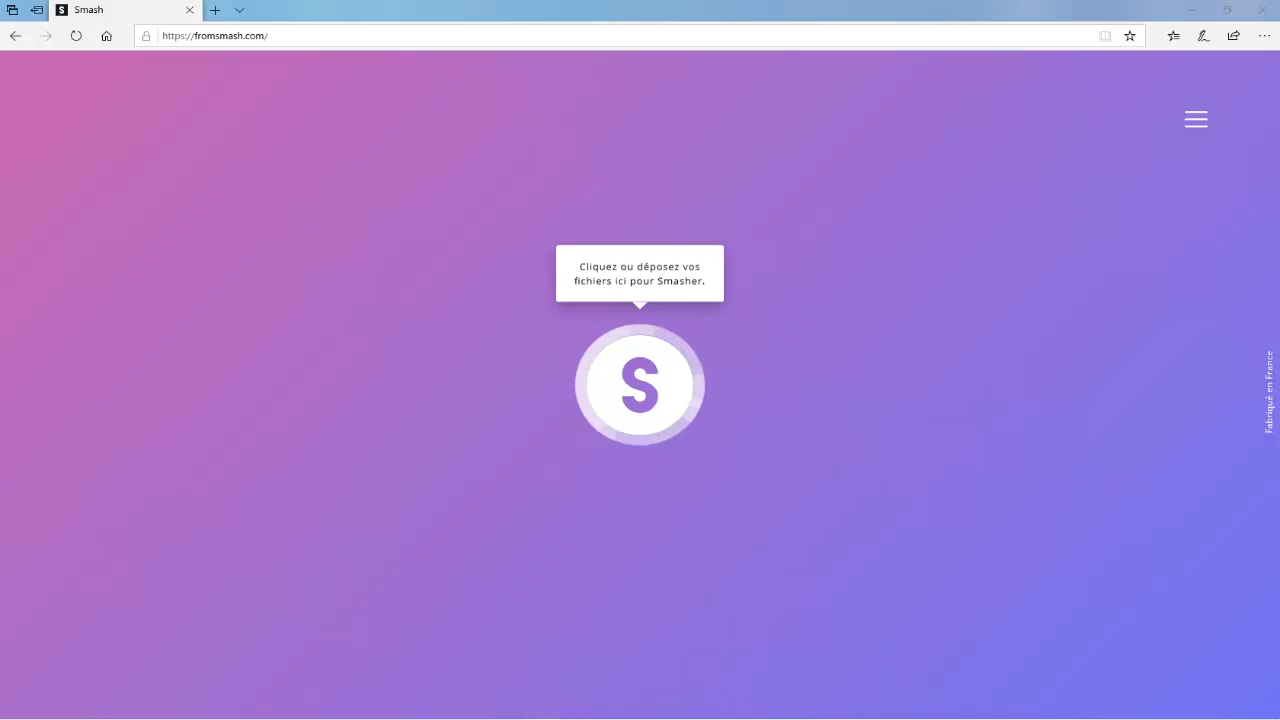 Smash
https://fromsmash.com/
Cliquez ou déposez vos
fichiers ici pour Smasher.
S
Fabriqué en France